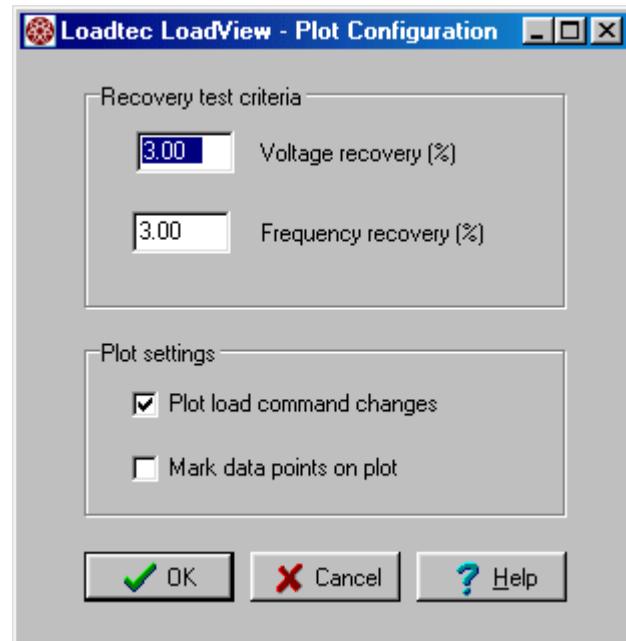 Loadtec LoadView - Plot Configuration
Recovery test criteria
3.00 Voltage recovery (%)
3.00 Frequency recovery (%)
Plot settings
Plot load command changes
Mark data points on plot
OK Cancel Help